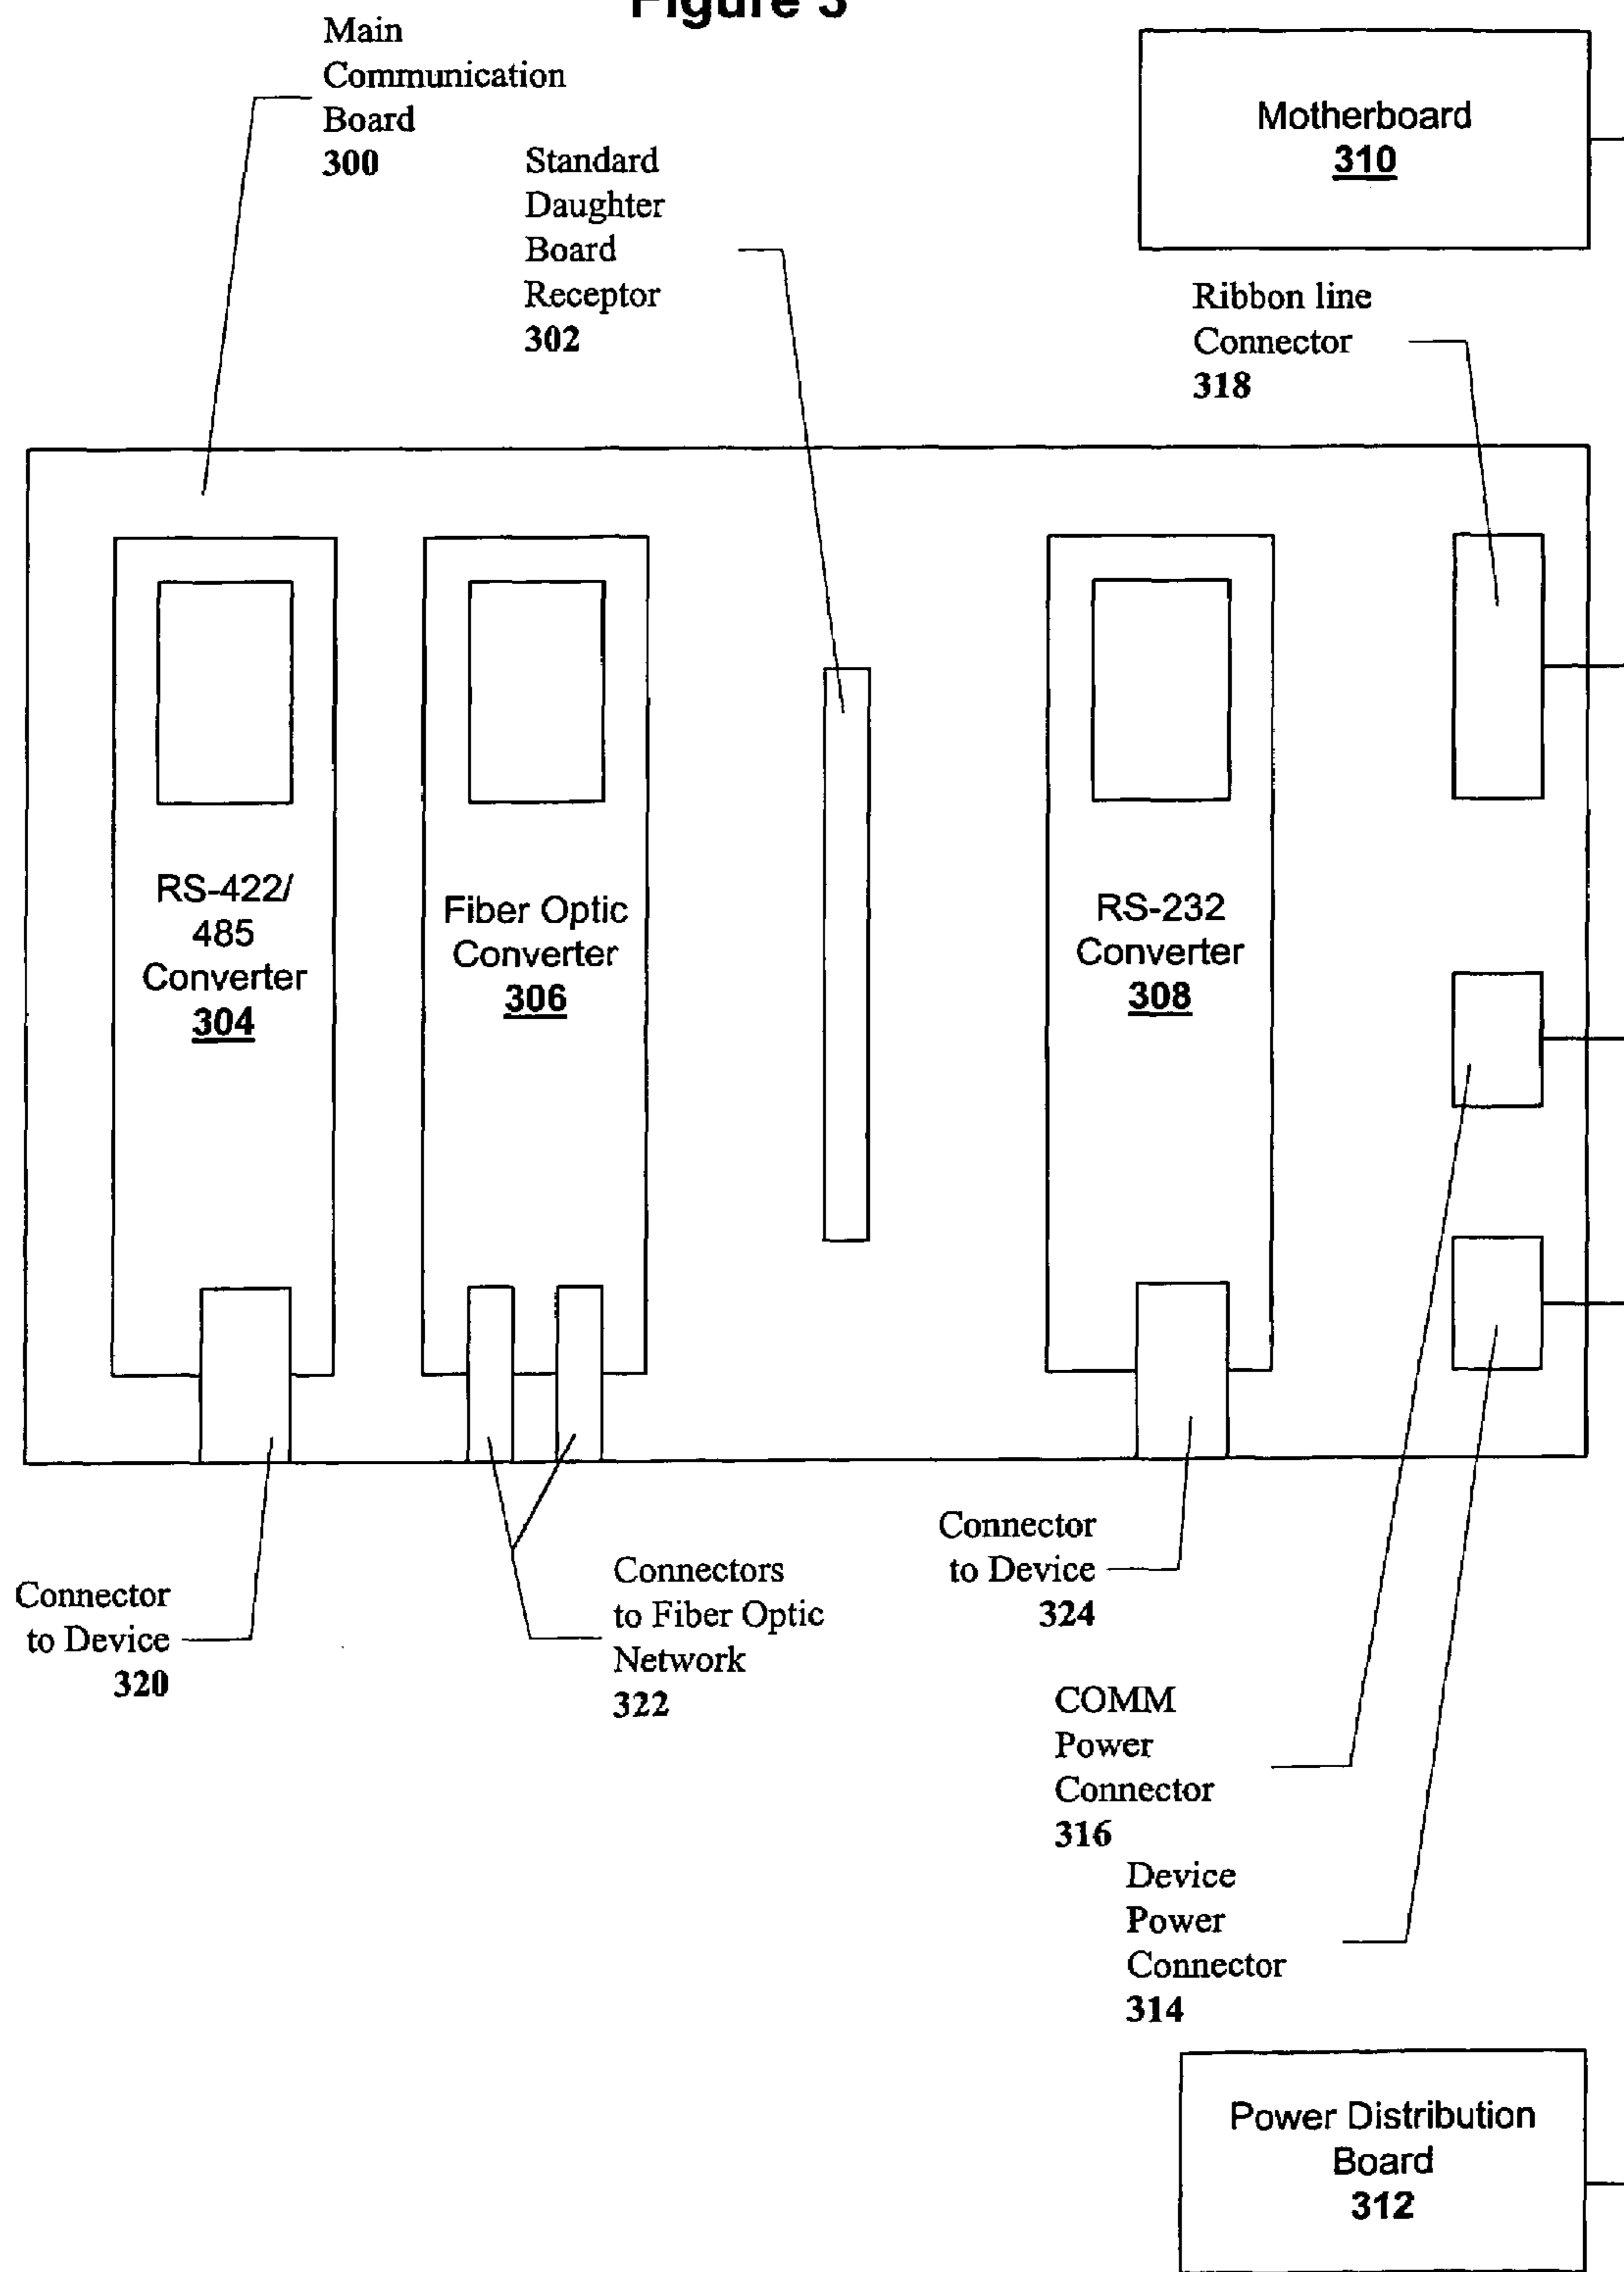 Figure 3
Main
Communication
Board
300
Standard
Daughter
Board
Receptor
302
Motherboard
310
Ribbon line
Connector
318
RS-422/
485
Converter
304
Fiber Optic
Converter
306
RS-232
Converter
308
Connector
to Device
320
Connectors
to Fiber Optic
Network
322
Connector
to Device
324
COMM
Power
Connector
316
Device
Power
Connector
314
Power Distribution
Board
312